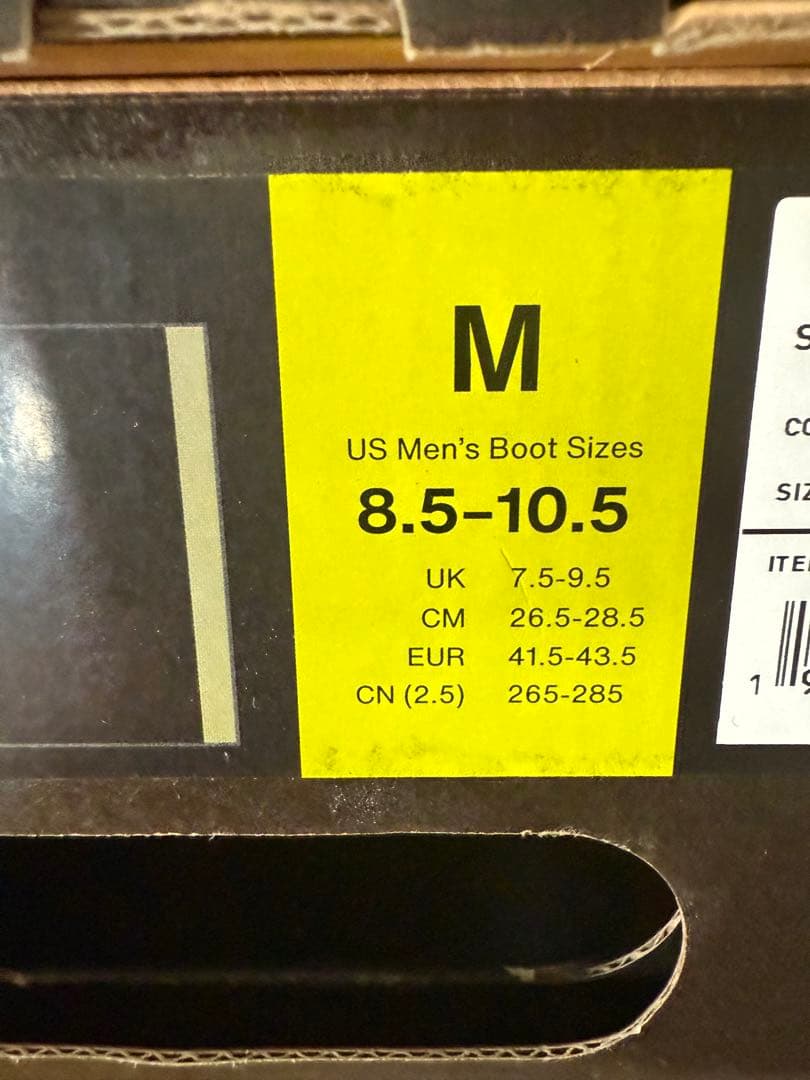 M
US Men's Boot Sizes
8.5–10.5
UK 7.5-9.5
CM 26.5-28.5
EUR 41.5-43.5
CN (2.5) 265-285
1